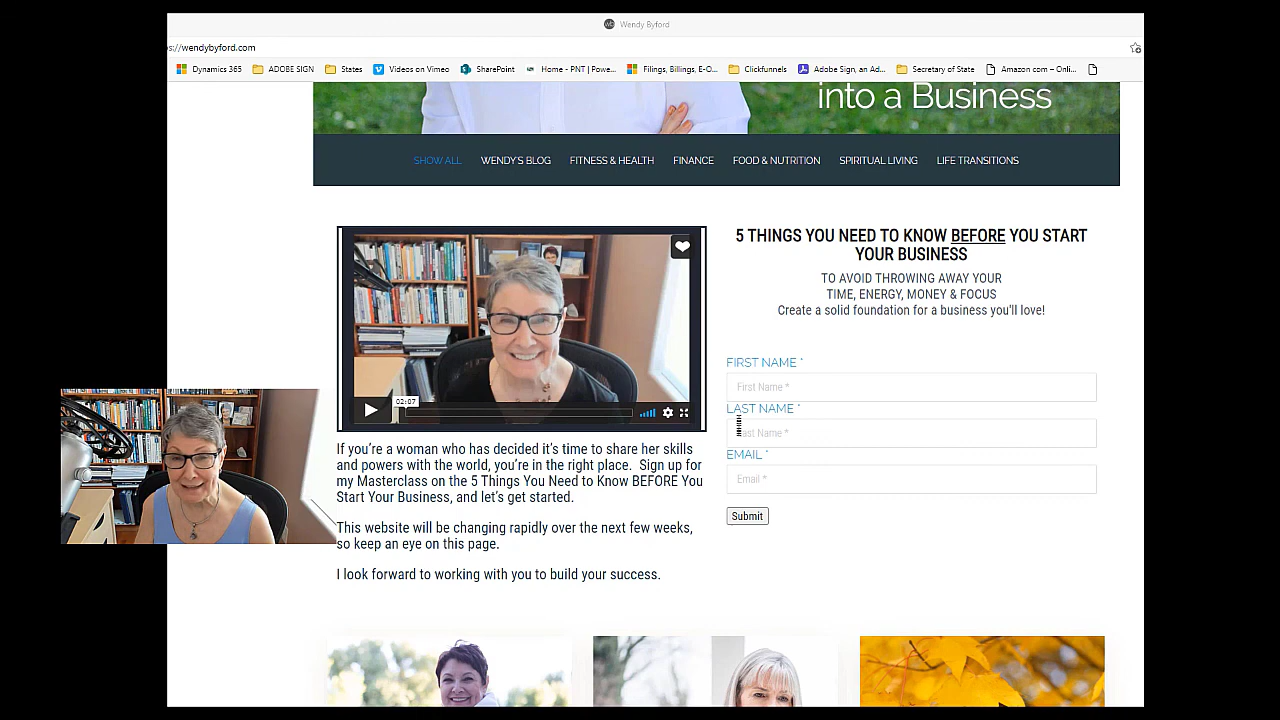 Wendy Byford
s://wendybyford.com
Dynamics 365 ADOBE SIGN States Videos on Vimeo SharePoint Home - PNT | Powe... Filings, Billings, E-O... Clickfunnels Adobe Sign, an Ad... Secretary of State Amazon com – Onli...
into a Business
SHOW ALL WENDY'S BLOG FITNESS & HEALTH FINANCE FOOD & NUTRITION SPIRITUAL LIVING LIFE TRANSITIONS
02:07
If you're a woman who has decided it's time to share her skills
and powers with the world, you're in the right place. Sign up for
my Masterclass on the 5 Things You Need to Know BEFORE You
Start Your Business, and let's get started.
This website will be changing rapidly over the next few weeks,
so keep an eye on this page.
I look forward to working with you to build your success.
5 THINGS YOU NEED TO KNOW BEFORE YOU START
YOUR BUSINESS
TO AVOID THROWING AWAY YOUR
TIME, ENERGY, MONEY & FOCUS
Create a solid foundation for a business you'll love!
FIRST NAME *
First Name *
LAST NAME *
Last Name *
EMAIL *
Email *
Submit